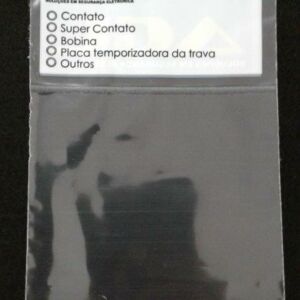 SOLUÇÕES EM SEGURANÇA ELETRÔNICA
Contato
Super Contato
Bobina
Placa temporizadora da trava
Outros